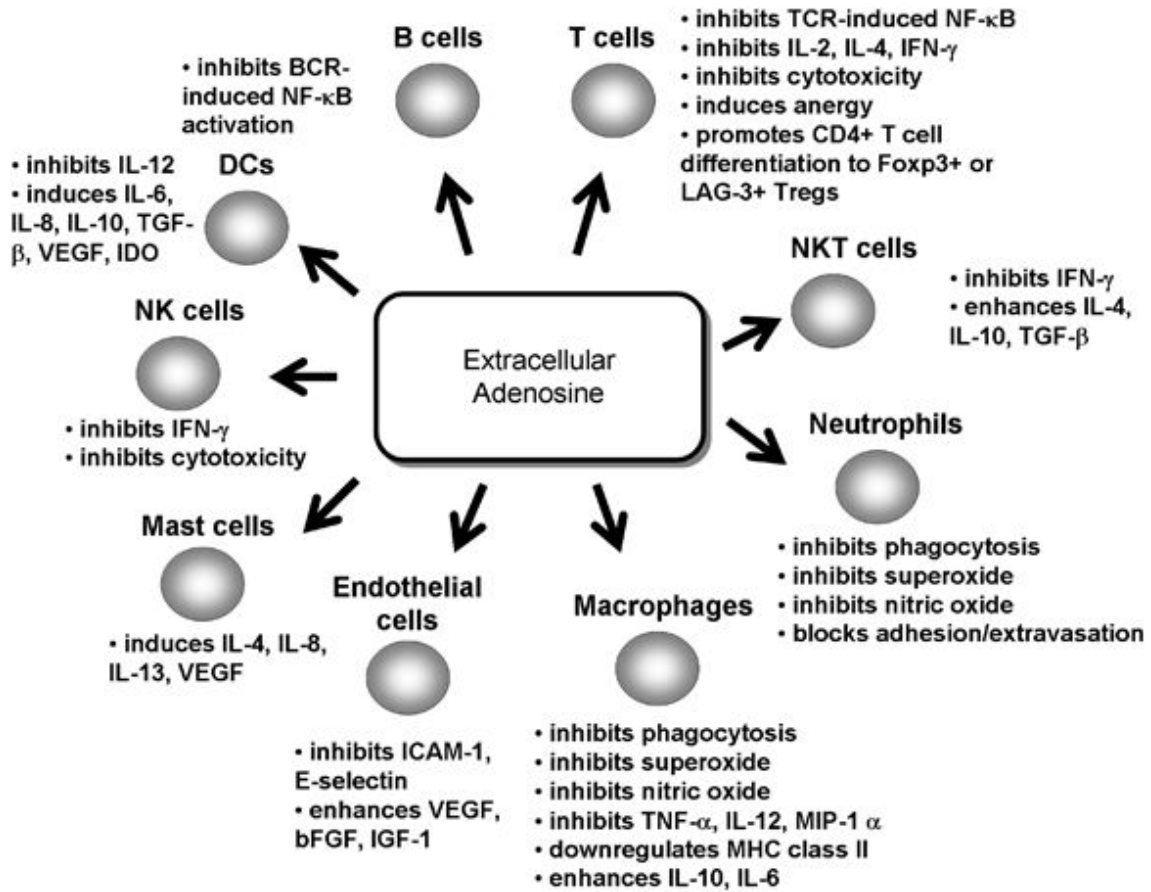 B cells
• inhibits BCR-
induced NF-κB
activation
T cells
• inhibits TCR-induced NF-κB
• inhibits IL-2, IL-4, IFN-γ
• inhibits cytotoxicity
• induces anergy
• promotes CD4+ T cell
differentiation to Foxp3+ or
LAG-3+ Tregs
DCs
• inhibits IL-12
• induces IL-6,
IL-8, IL-10, TGF-
β, VEGF, IDO
NKT cells
• inhibits IFN-γ
• enhances IL-4,
IL-10, TGF-β
NK cells
• inhibits IFN-γ
• inhibits cytotoxicity
Extracellular
Adenosine
Neutrophils
• inhibits phagocytosis
• inhibits superoxide
• inhibits nitric oxide
• blocks adhesion/extravasation
Mast cells
• induces IL-4, IL-8,
IL-13, VEGF
Endothelial
cells
• inhibits ICAM-1,
E-selectin
• enhances VEGF,
bFGF, IGF-1
Macrophages
• inhibits phagocytosis
• inhibits superoxide
• inhibits nitric oxide
• inhibits TNF-α, IL-12, MIP-1 α
• downregulates MHC class II
• enhances IL-10, IL-6